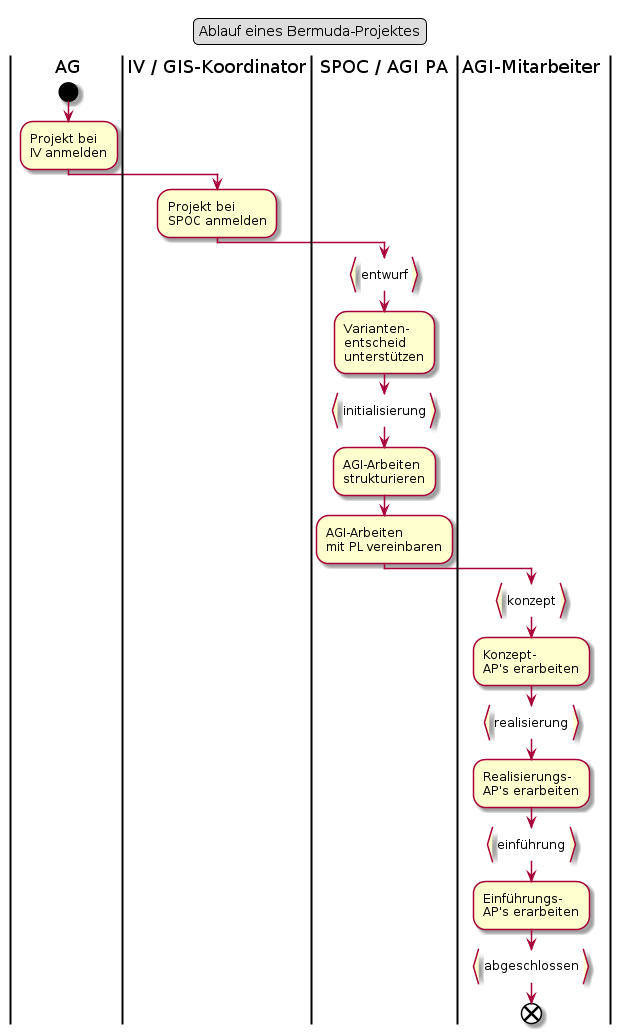 Ablauf eines Bermuda-Projektes
AG
IV / GIS-Koordinator
SPOC / AGI PA
AGI-Mitarbeiter
Projekt bei
IV anmelden
Projekt bei
SPOC anmelden
entwurf
Varianten-
entscheid
unterstützen
initialisierung
AGI-Arbeiten
strukturieren
AGI-Arbeiten
mit PL vereinbaren
konzept
Konzept-
AP's erarbeiten
realisierung
Realisierungs-
AP's erarbeiten
einführung
Einführungs-
AP's erarbeiten
abgeschlossen